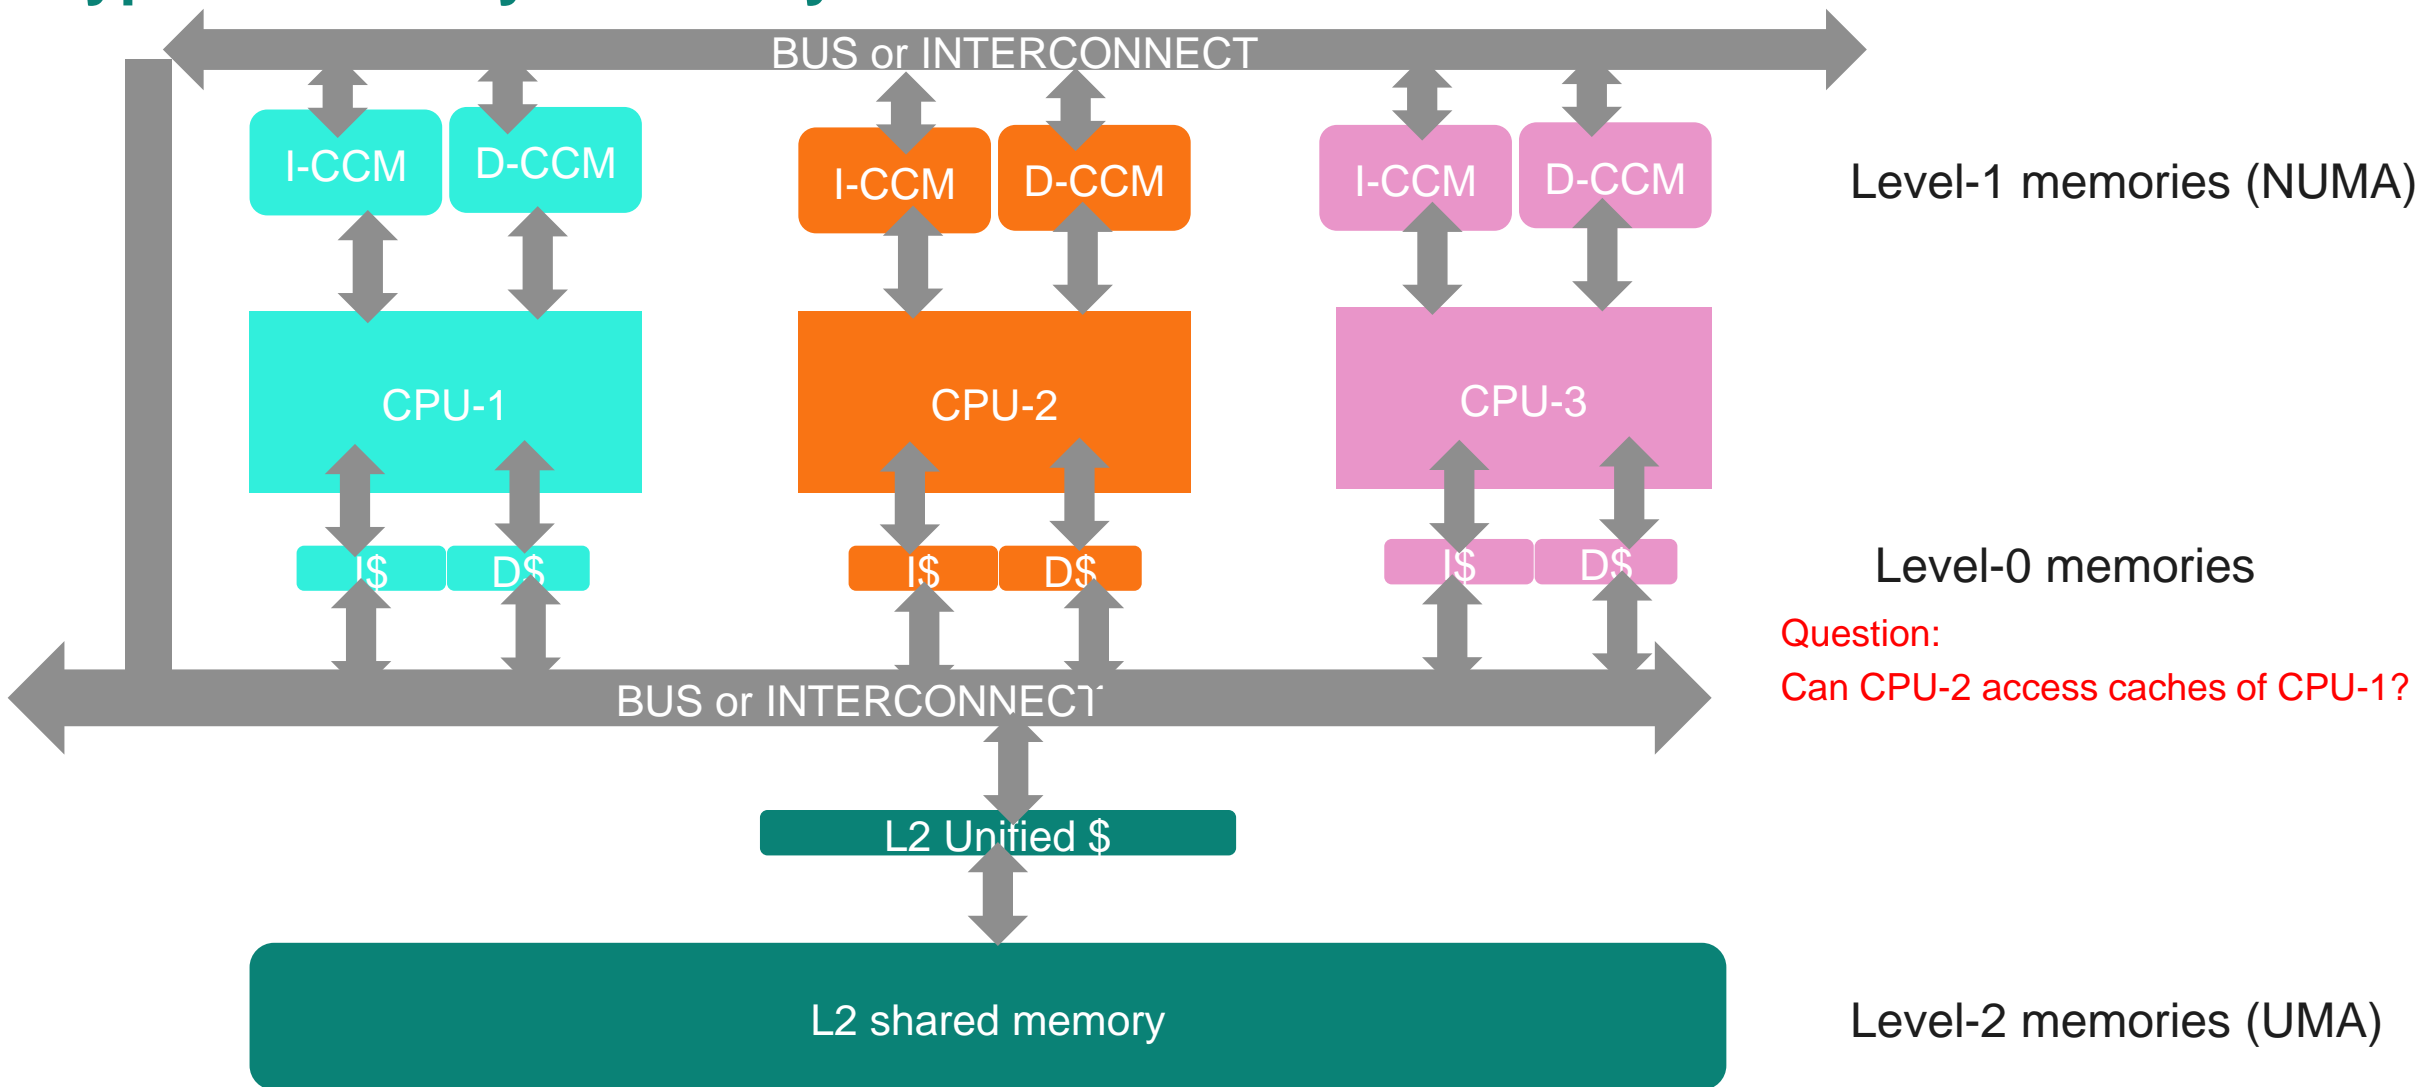 BUS or INTERCONNECT
I-CCM D-CCM I-CCM D-CCM I-CCM D-CCM
Level-1 memories (NUMA)
CPU-1 CPU-2 CPU-3
I$ D$ I$ D$ I$ D$
Level-0 memories
Question:
Can CPU-2 access caches of CPU-1?
BUS or INTERCONNECT
L2 Unified $
L2 shared memory
Level-2 memories (UMA)